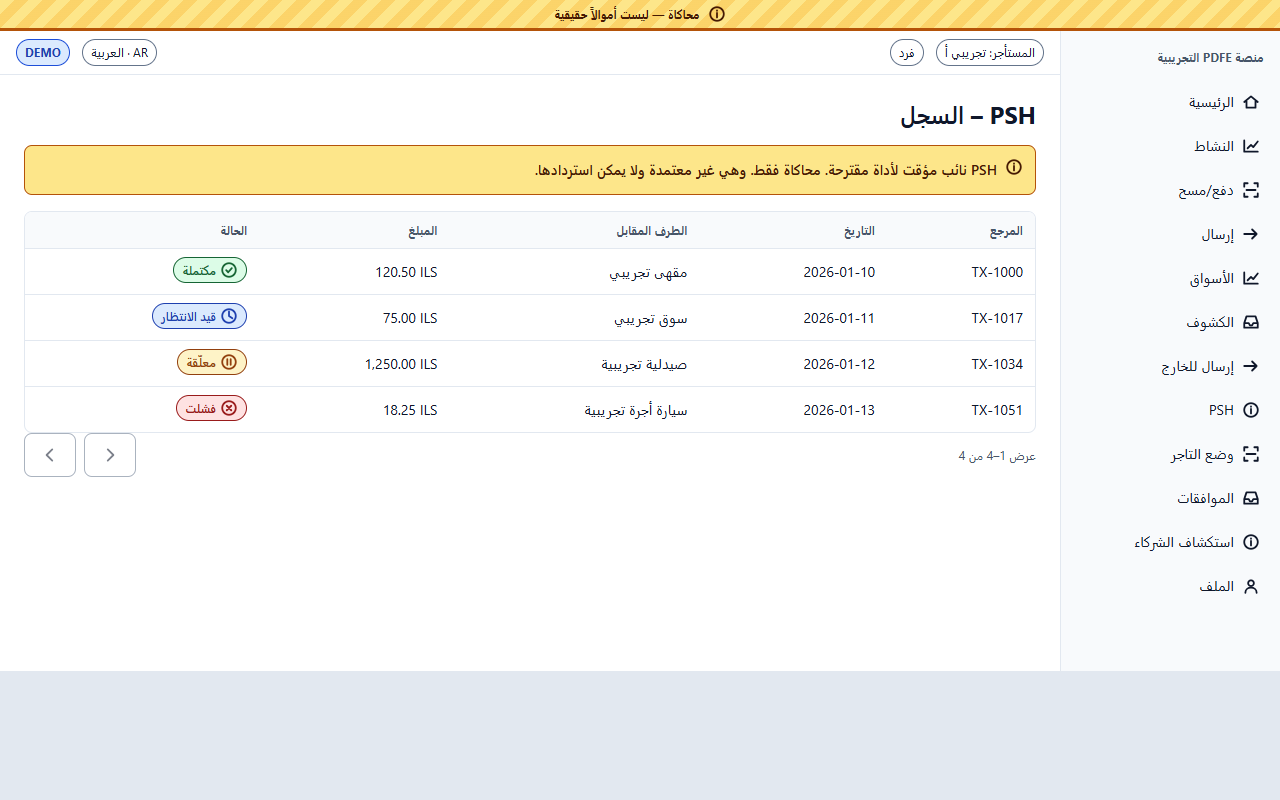 محاكاة — ليست أموالاً حقيقية
منصة PDFE التجريبية
الرئيسية
النشاط
دفع/مسح
إرسال
الأسواق
الكشوف
إرسال للخارج
PSH
وضع التاجر
الموافقات
استكشاف الشركاء
الملف
المستأجر: تجريبي أ
فرد
AR · العربية
DEMO
PSH – السجل
PSH نائب مؤقت لأداة مقترحة. محاكاة فقط. وهي غير معتمدة ولا يمكن استردادها.
المرجع التاريخ الطرف المقابل المبلغ الحالة
TX-1000 2026-01-10 مقهى تجريبي 120.50 ILS مكتملة
TX-1017 2026-01-11 سوق تجريبي 75.00 ILS قيد الانتظار
TX-1034 2026-01-12 صيدلية تجريبية 1,250.00 ILS معلّقة
TX-1051 2026-01-13 سيارة أجرة تجريبية 18.25 ILS فشلت
عرض 1–4 من 4